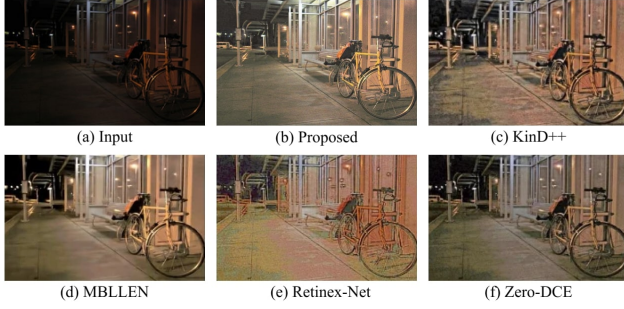 (a) Input
(b) Proposed
(c) KinD++
(d) MBLLEN
(e) Retinex-Net
(f) Zero-DCE